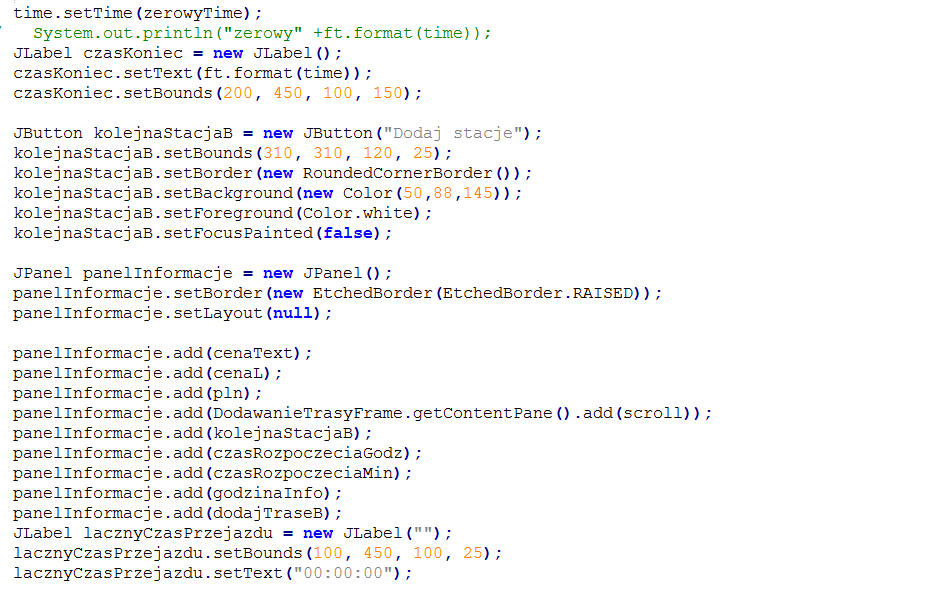 time.setTime(zerowyTime);
System.out.println("zerowy" +ft.format(time));
JLabel czasKoniec = new JLabel();
czasKoniec.setText(ft.format(time));
czasKoniec.setBounds(200, 450, 100, 150);
JButton kolejnaStacjaB = new JButton("Dodaj stacje");
kolejnaStacjaB.setBounds(310, 310, 120, 25);
kolejnaStacjaB.setBorder(new RoundedCornerBorder());
kolejnaStacjaB.setBackground(new Color(50,88,145));
kolejnaStacjaB.setForeground(Color.white);
kolejnaStacjaB.setFocusPainted(false);
JPanel panelInformacje = new JPanel();
panelInformacje.setBorder(new EtchedBorder(EtchedBorder.RAISED));
panelInformacje.setLayout(null);
panelInformacje.add(cenaText);
panelInformacje.add(cenaL);
panelInformacje.add(pln);
panelInformacje.add(DodawanieTrasyFrame.getContentPane().add(scroll));
panelInformacje.add(kolejnaStacjaB);
panelInformacje.add(czasRozpoczeciaGodz);
panelInformacje.add(czasRozpoczeciaMin);
panelInformacje.add(godzinaInfo);
panelInformacje.add(dodajTraseB);
JLabel lacznyCzasPrzejazdu = new JLabel("");
lacznyCzasPrzejazdu.setBounds(100, 450, 100, 25);
lacznyCzasPrzejazdu.setText("00:00:00");